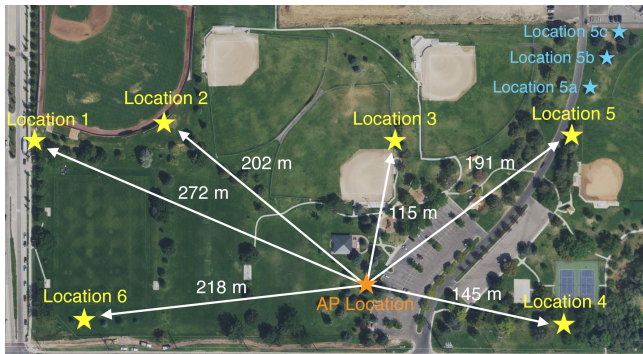 Location 5c
Location 5b
Location 5a
Location 2
Location 1
Location 3
Location 5
202 m
191 m
272 m
115 m
218 m
145 m
Location 6
AP Location
Location 4